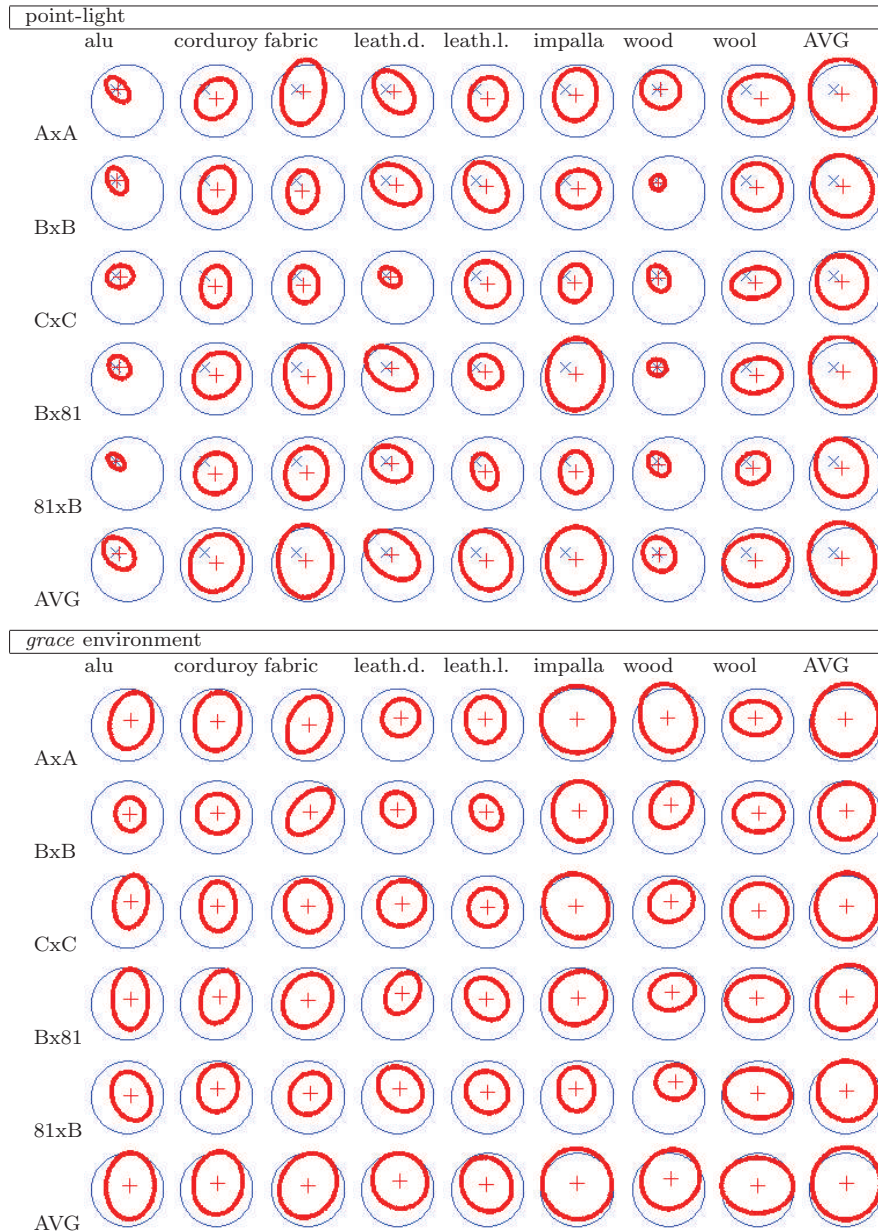 point-light
alu corduroy fabric leath.d. leath.l. impalla wood wool AVG
AxA
BxB
CxC
Bx81
81xB
AVG
grace environment
alu corduroy fabric leath.d. leath.l. impalla wood wool AVG
AxA
BxB
CxC
Bx81
81xB
AVG